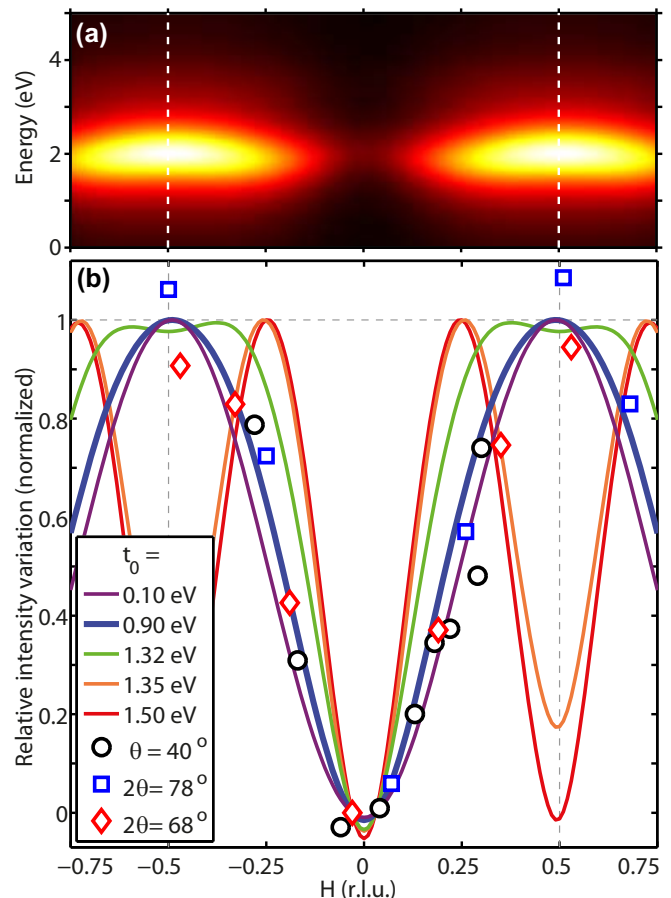 (a)
Energy (eV)
4
2
0
(b)
Relative intensity variation (normalized)
1
0.8
0.6
0.4
0.2
0
t₀ =
0.10 eV
0.90 eV
1.32 eV
1.35 eV
1.50 eV
θ = 40 °
2θ= 78 °
2θ= 68 °
−0.75 −0.5 −0.25 0 0.25 0.5 0.75
H (r.l.u.)